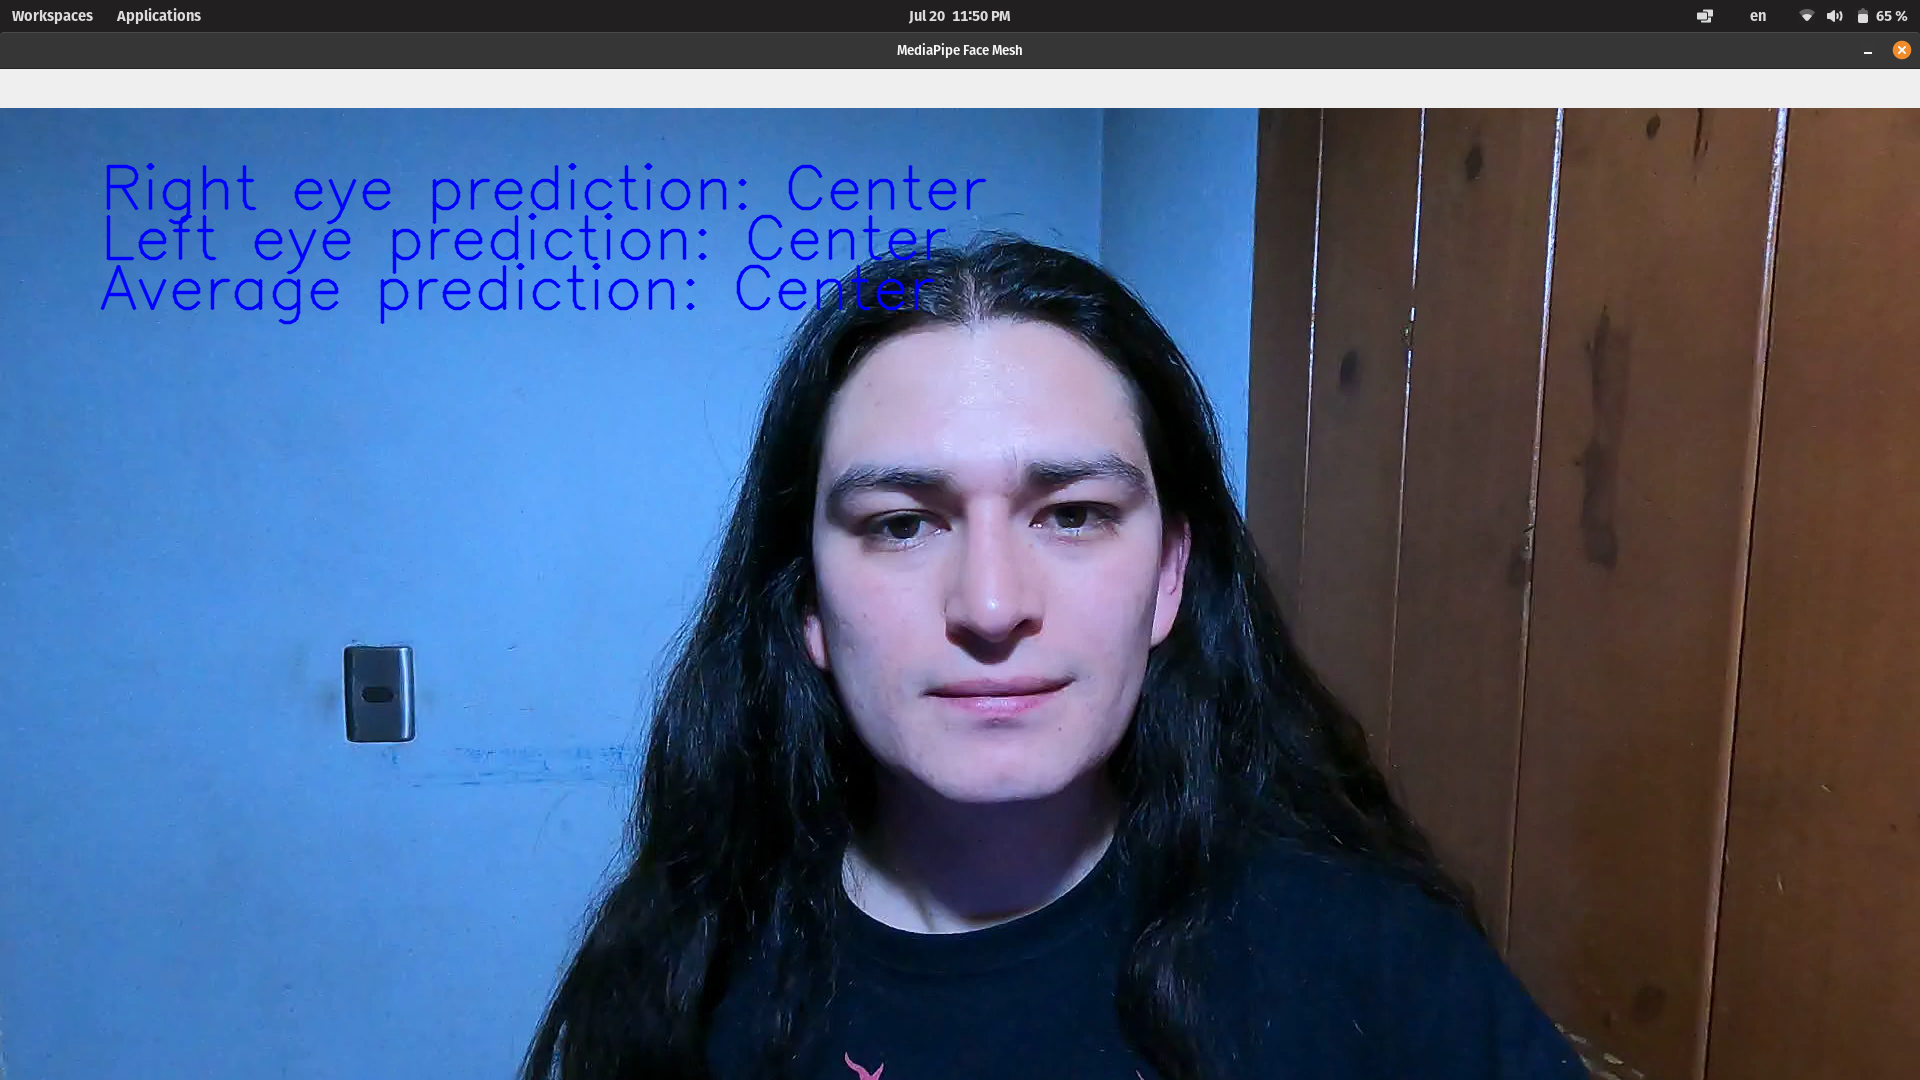 Workspaces Applications Jul 20 11:50 PM en 65 %
MediaPipe Face Mesh
Right eye prediction: Center
Left eye prediction: Center
Average prediction: Center